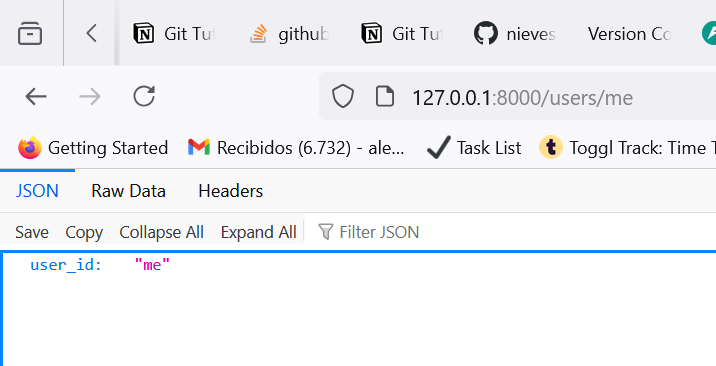 Git Tut github Git Tut nieves Version Co
127.0.0.1:8000/users/me
Getting Started Recibidos (6.732) - ale... Task List Toggl Track: Time T
JSON Raw Data Headers
Save Copy Collapse All Expand All Filter JSON
user_id: "me"